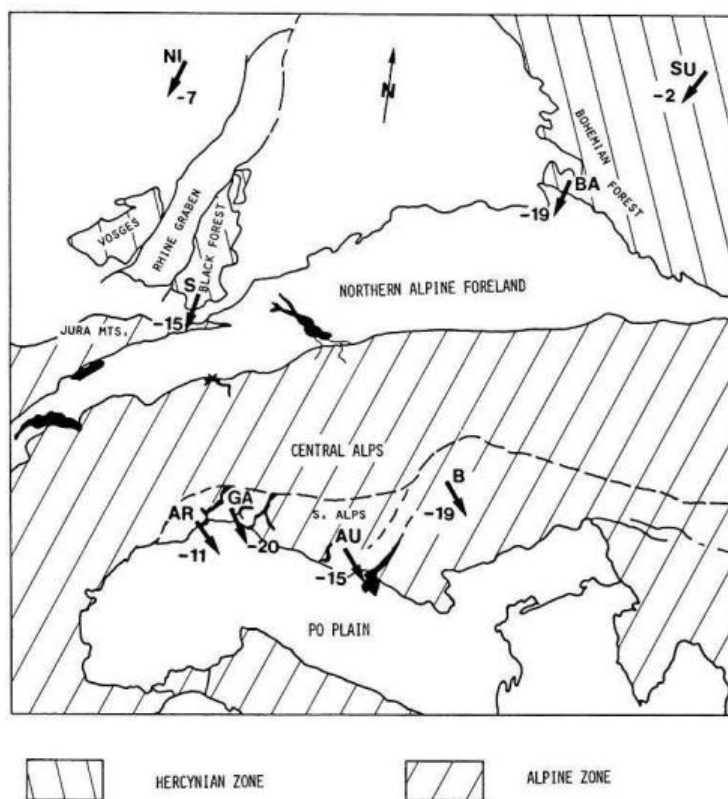 NI
-7
N
SU
-2
BOHEMIAN FOREST
BA
-19
VOSGES
RHINE GRABEN
BLACK FOREST
S
-15
NORTHERN ALPINE FORELAND
JURA MTS.
CENTRAL ALPS
B
-19
AR
GA
S. ALPS
AU
-11
-20
-15
PO PLAIN
HERCYNIAN ZONE
ALPINE ZONE